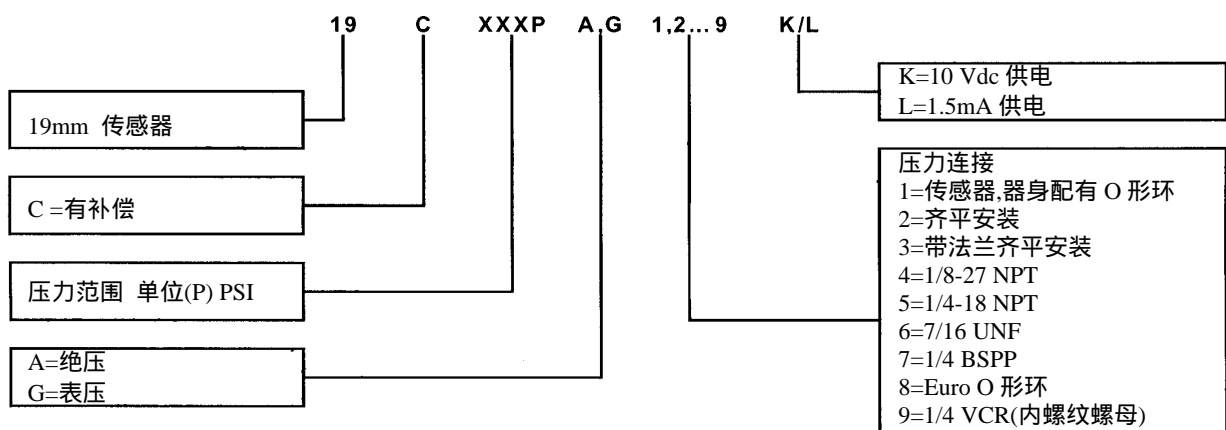 19 C XXXP A,G 1,2...9 K/L
19mm 传感器
C =有补偿
压力范围 单位(P) PSI
A=绝压
G=表压
K=10 Vdc 供电
L=1.5mA 供电
压力连接
1=传感器,器身配有 O 形环
2=齐平安装
3=带法兰齐平安装
4=1/8-27 NPT
5=1/4-18 NPT
6=7/16 UNF
7=1/4 BSPP
8=Euro O 形环
9=1/4 VCR(内螺纹螺母)